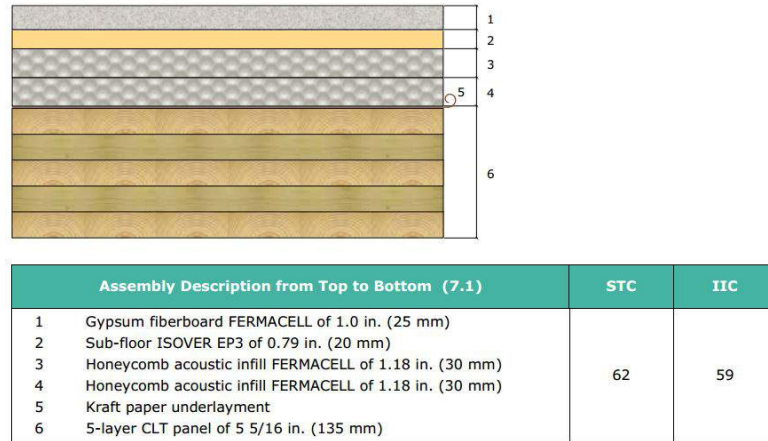 1
2
3
5 4
6
Assembly Description from Top to Bottom (7.1) STC IIC
1 Gypsum fiberboard FERMACELL of 1.0 in. (25 mm)
2 Sub-floor ISOVER EP3 of 0.79 in. (20 mm)
3 Honeycomb acoustic infill FERMACELL of 1.18 in. (30 mm)
4 Honeycomb acoustic infill FERMACELL of 1.18 in. (30 mm)
5 Kraft paper underlayment
6 5-layer CLT panel of 5 5/16 in. (135 mm)
62 59